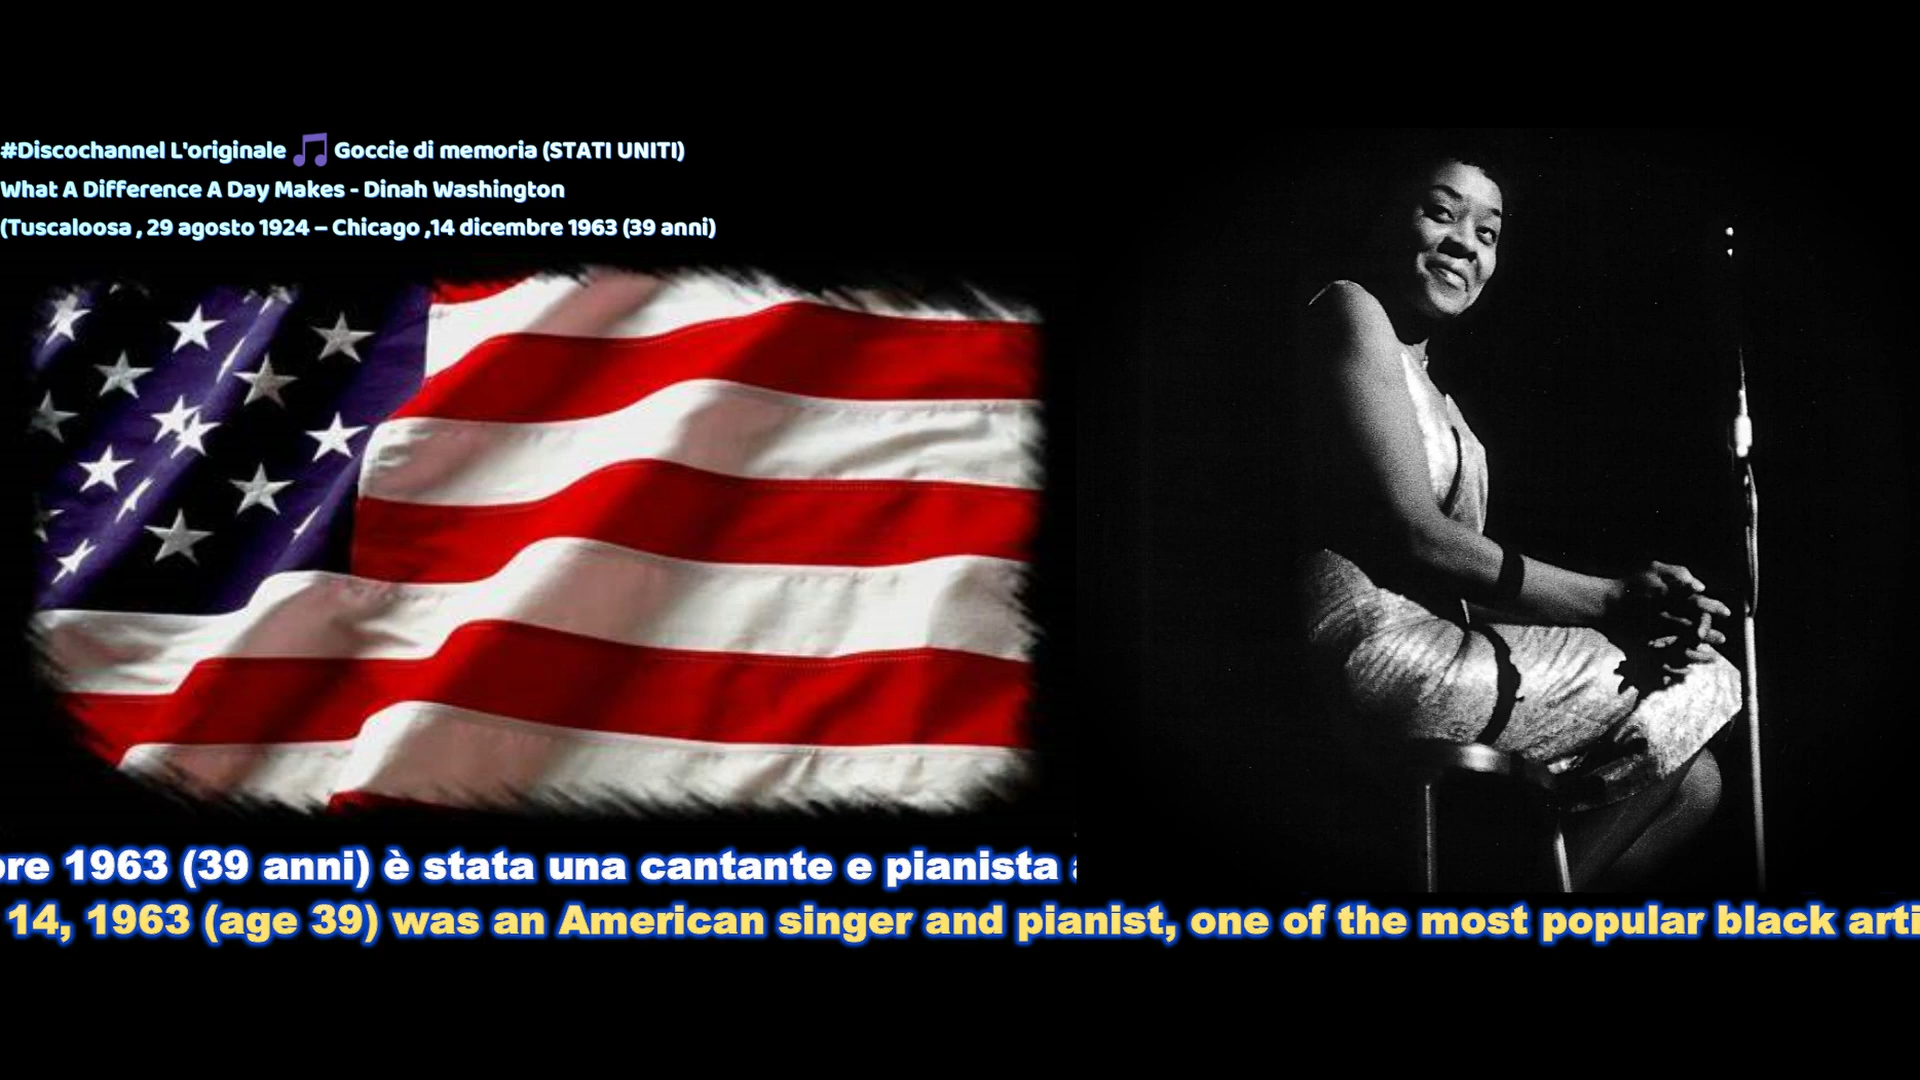 #Discochannel L'originale 🎵 Goccie di memoria (STATI UNITI)
What A Difference A Day Makes - Dinah Washington
(Tuscaloosa , 29 agosto 1924 – Chicago ,14 dicembre 1963 (39 anni)
1963 (39 anni) è stata una cantante e pianista
14, 1963 (age 39) was an American singer and pianist, one of the most popular black